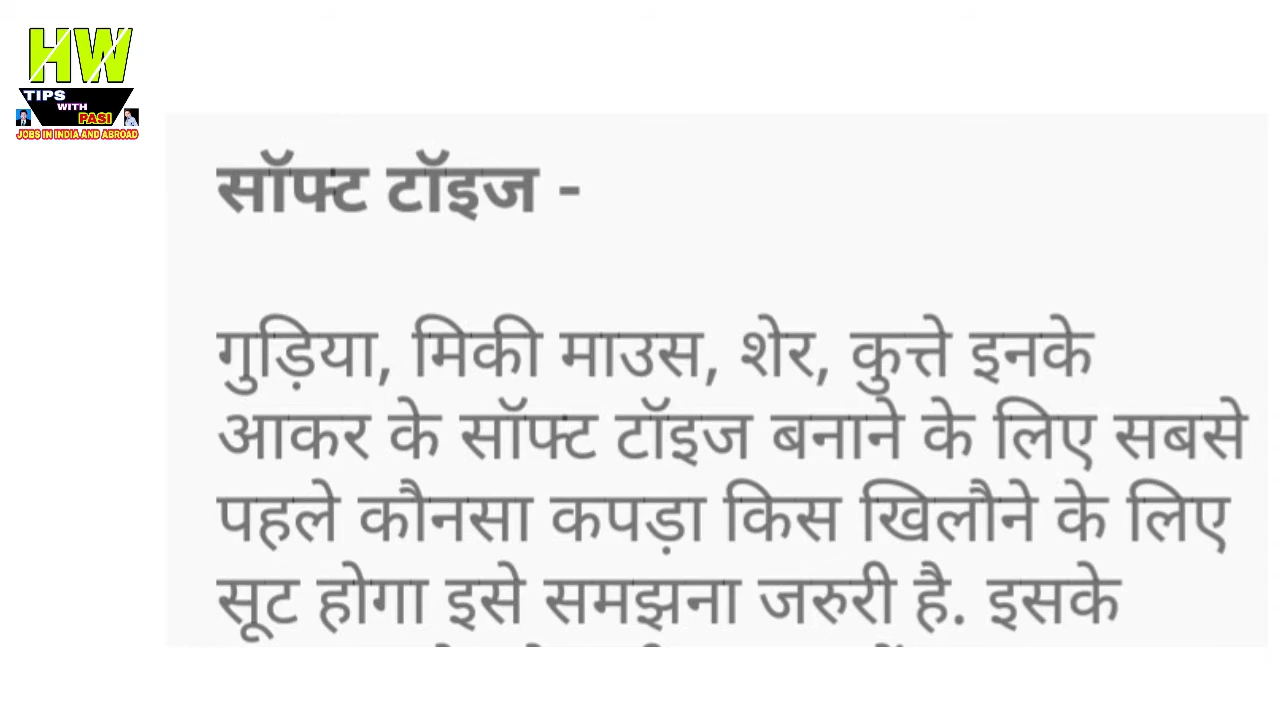 HW
TIPS
WITH
PASI
JOBS IN INDIA AND ABROAD
सॉफ्ट टॉइज -
गुड़िया, मिकी माउस, शेर, कुत्ते इनके
आकर के सॉफ्ट टॉइज बनाने के लिए सबसे
पहले कौनसा कपड़ा किस खिलौने के लिए
सूट होगा इसे समझना जरुरी है. इसके